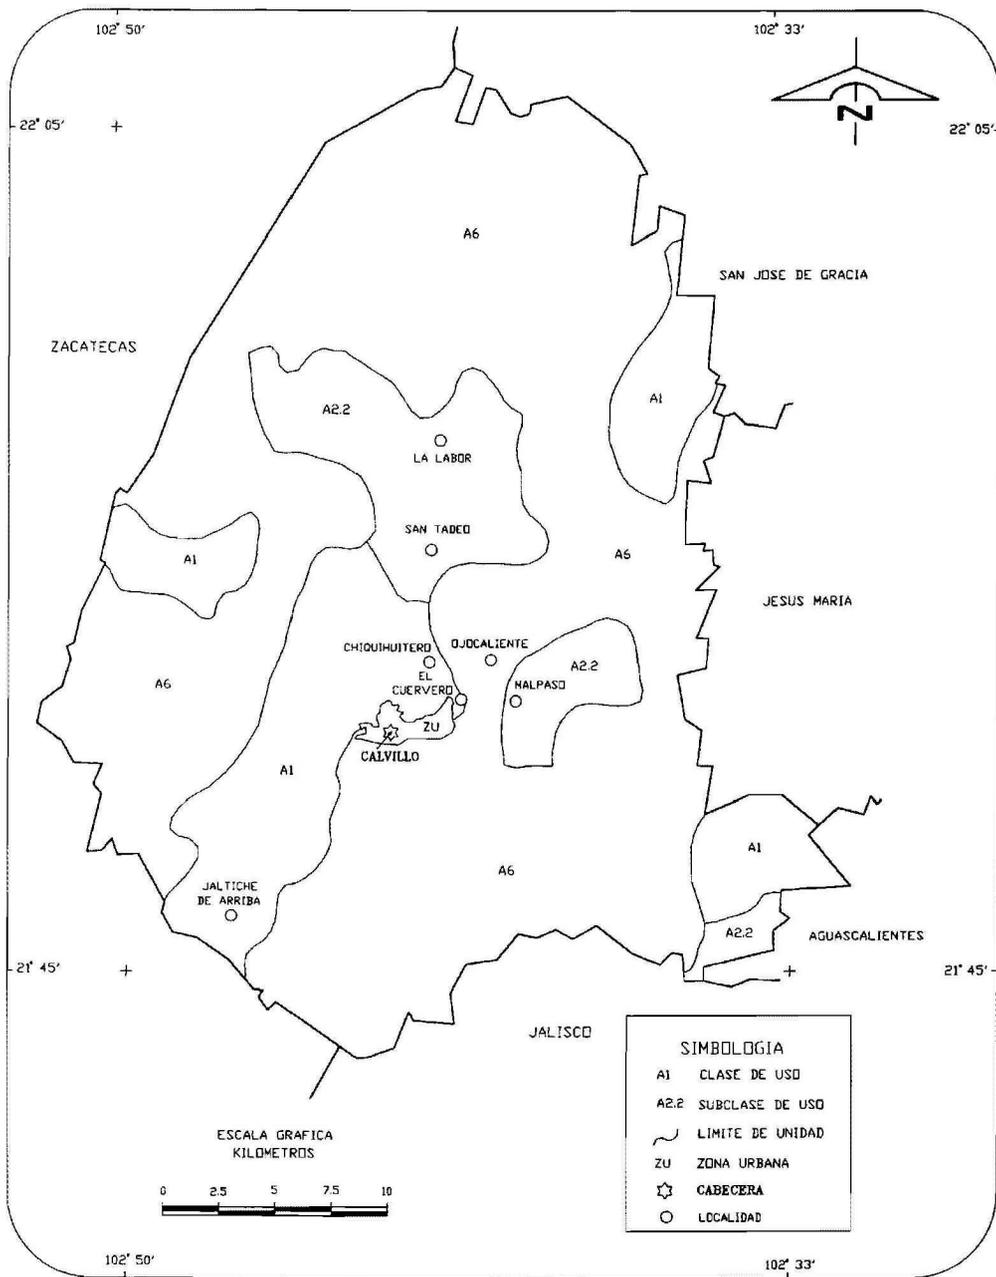 102° 50′
102° 33′
N
22° 05′
22° 05′
A6
SAN JOSE DE GRACIA
ZACATECAS
A1
A2.2
LA LABOR
SAN TADEO
A1
A6
JESUS MARIA
CHIQUIHUITERO
OJOCALIENTE
A2.2
EL
CUERVERO
MALPASO
A6
ZU
CALVILLO
A1
A1
A6
JALTICHE
DE ARRIBA
A2.2
AGUASCALIENTES
21° 45′
21° 45′
JALISCO
SIMBOLOGIA
A1 CLASE DE USO
A2.2 SUBCLASE DE USO
LIMITE DE UNIDAD
ZU ZONA URBANA
CABECERA
LOCALIDAD
ESCALA GRAFICA
KILOMETROS
0 2.5 5 7.5 10
102° 50′
102° 33′